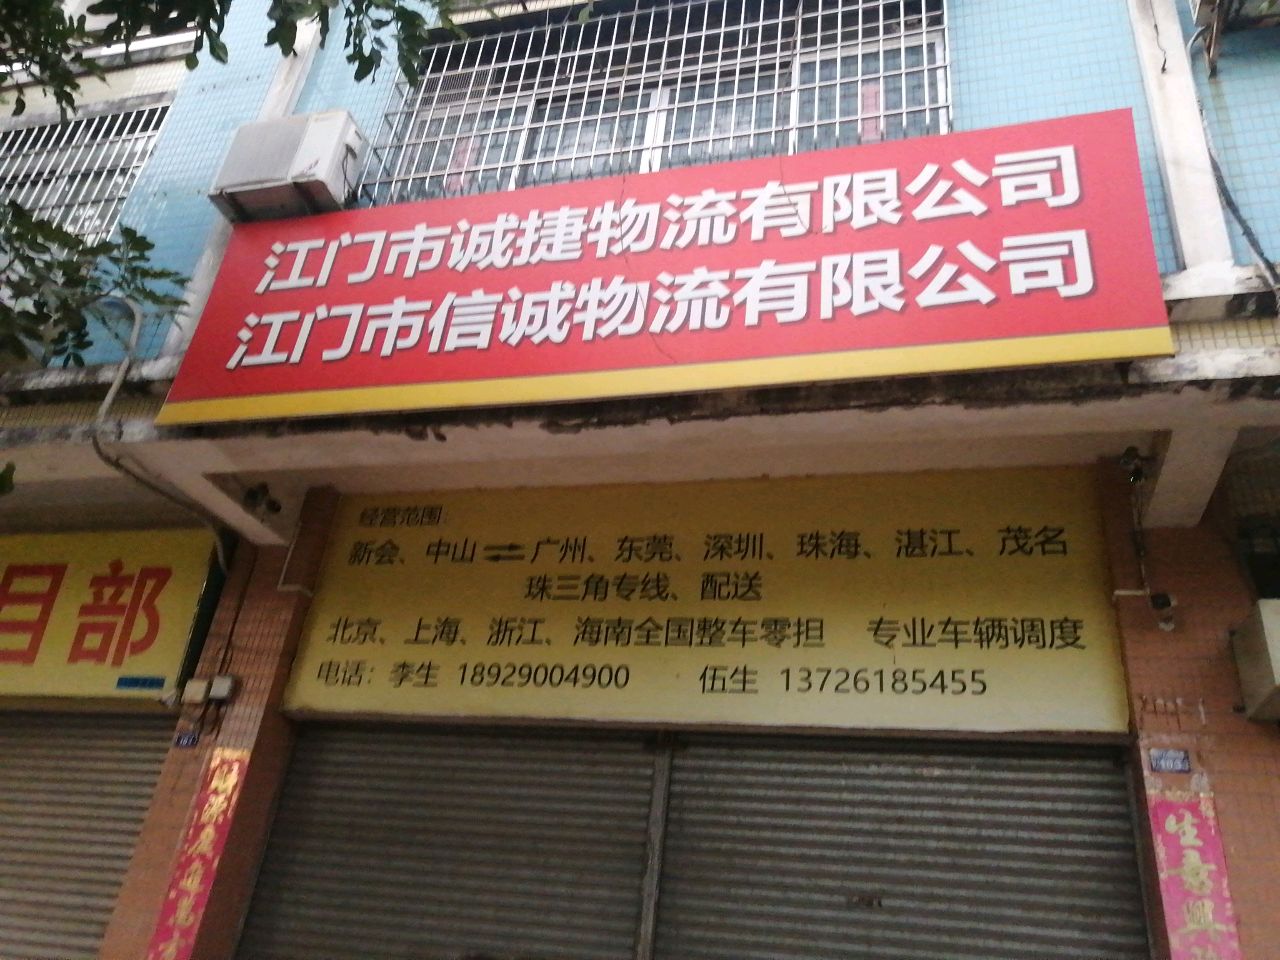 江门市诚捷物流有限公司
江门市信诚物流有限公司
经营范围:
新会、中山⇌广州、东莞、深圳、珠海、湛江、茂名
珠三角专线、配送
北京、上海、浙江、海南全国整车零担 专业车辆调度
电话: 李生 18929004900 伍生 13726185455
目部
生意興